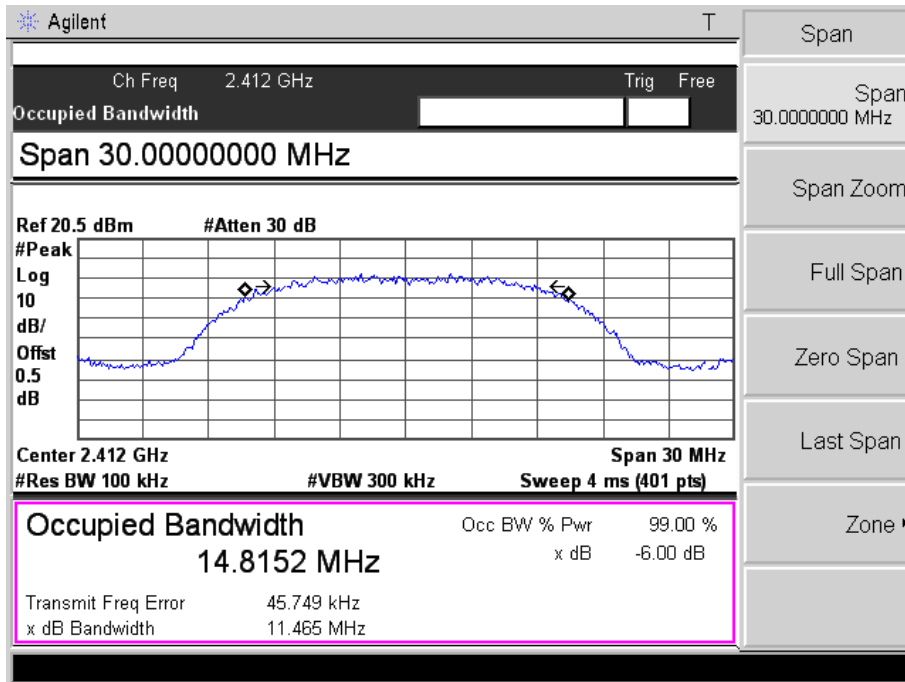 Agilent T
Ch Freq 2.412 GHz Trig Free
Occupied Bandwidth
Span 30.00000000 MHz
Ref 20.5 dBm #Atten 30 dB
#Peak
Log
10
dB/
Offst
0.5
dB
Center 2.412 GHz Span 30 MHz
#Res BW 100 kHz #VBW 300 kHz Sweep 4 ms (401 pts)
Occupied Bandwidth
14.8152 MHz
Occ BW % Pwr 99.00 %
x dB -6.00 dB
Transmit Freq Error 45.749 kHz
x dB Bandwidth 11.465 MHz
Span
Span
30.0000000 MHz
Span Zoom
Full Span
Zero Span
Last Span
Zone